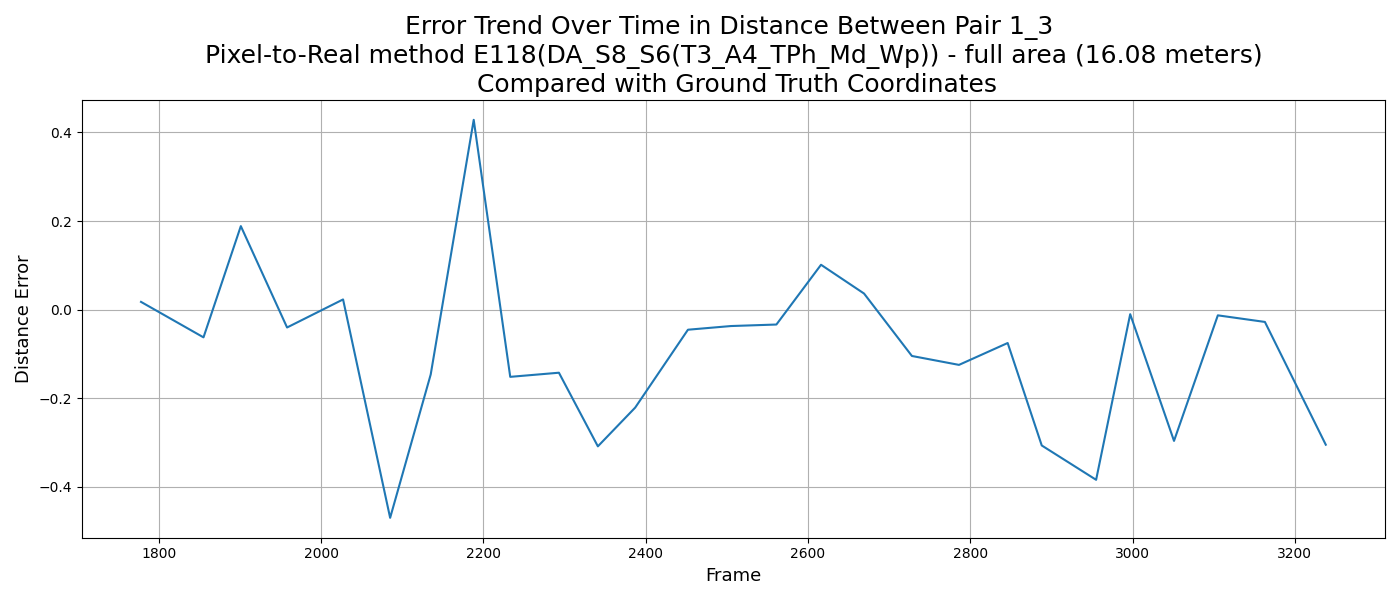 Error Trend Over Time in Distance Between Pair 1_3
Pixel-to-Real method E118(DA_S8_S6(T3_A4_TPh_Md_Wp)) - full area (16.08 meters)
Compared with Ground Truth Coordinates
Distance Error
0.4
0.2
0.0
−0.2
−0.4
1800 2000 2200 2400 2600 2800 3000 3200
Frame